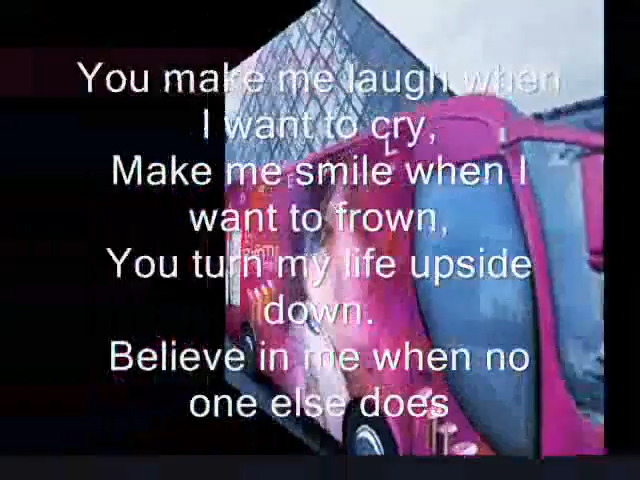 You make me laugh when
I want to cry,
Make me smile when I
want to frown,
You turn my life upside
down.
Believe in me when no
one else does